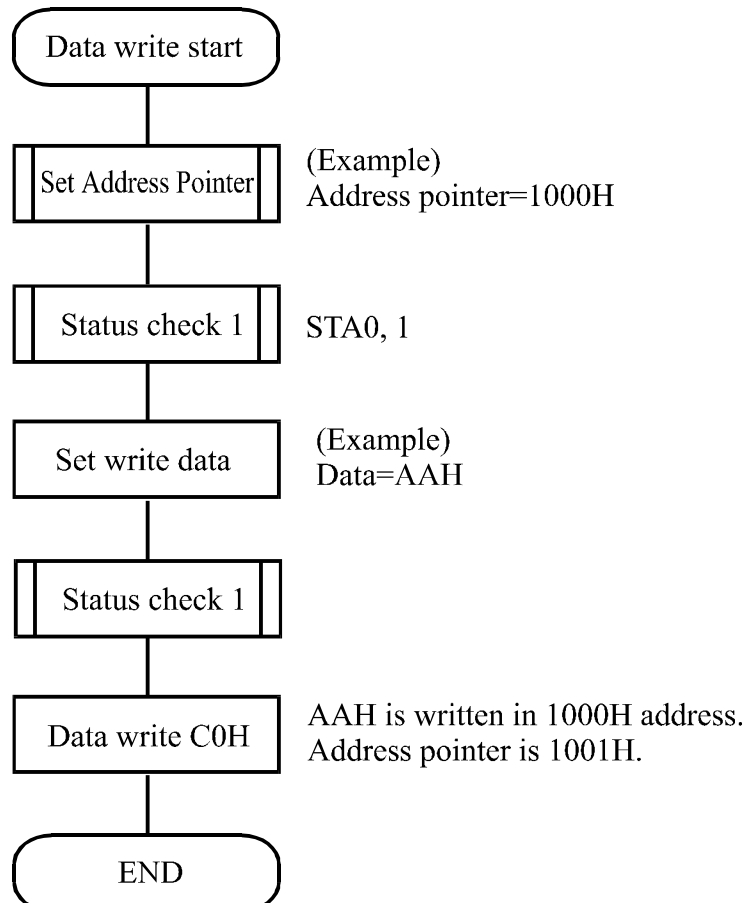 Data write start
Set Address Pointer
(Example)
Address pointer=1000H
Status check 1
STA0, 1
Set write data
(Example)
Data=AAH
Status check 1
Data write C0H
AAH is written in 1000H address.
Address pointer is 1001H.
END